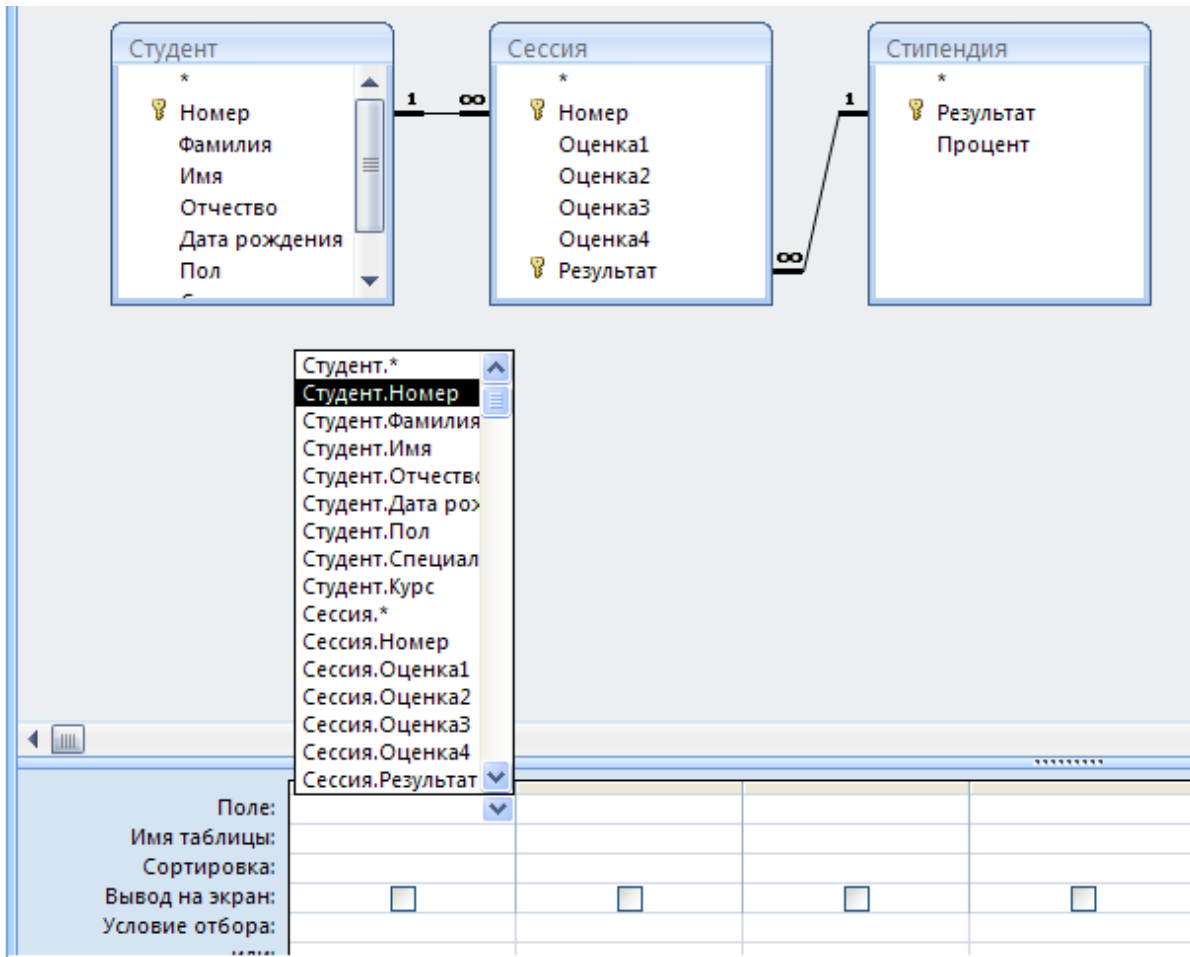 Студент
*
Номер
Фамилия
Имя
Отчество
Дата рождения
Пол
1 ∞
Сессия
*
Номер
Оценка1
Оценка2
Оценка3
Оценка4
Результат
∞ 1
Стипендия
*
Результат
Процент
Студент.*
Студент.Номер
Студент.Фамилия
Студент.Имя
Студент.Отчество
Студент.Дата рож
Студент.Пол
Студент.Специал
Студент.Курс
Сессия.*
Сессия.Номер
Сессия.Оценка1
Сессия.Оценка2
Сессия.Оценка3
Сессия.Оценка4
Сессия.Результат
Поле:
Имя таблицы:
Сортировка:
Вывод на экран:
Условие отбора:
или: